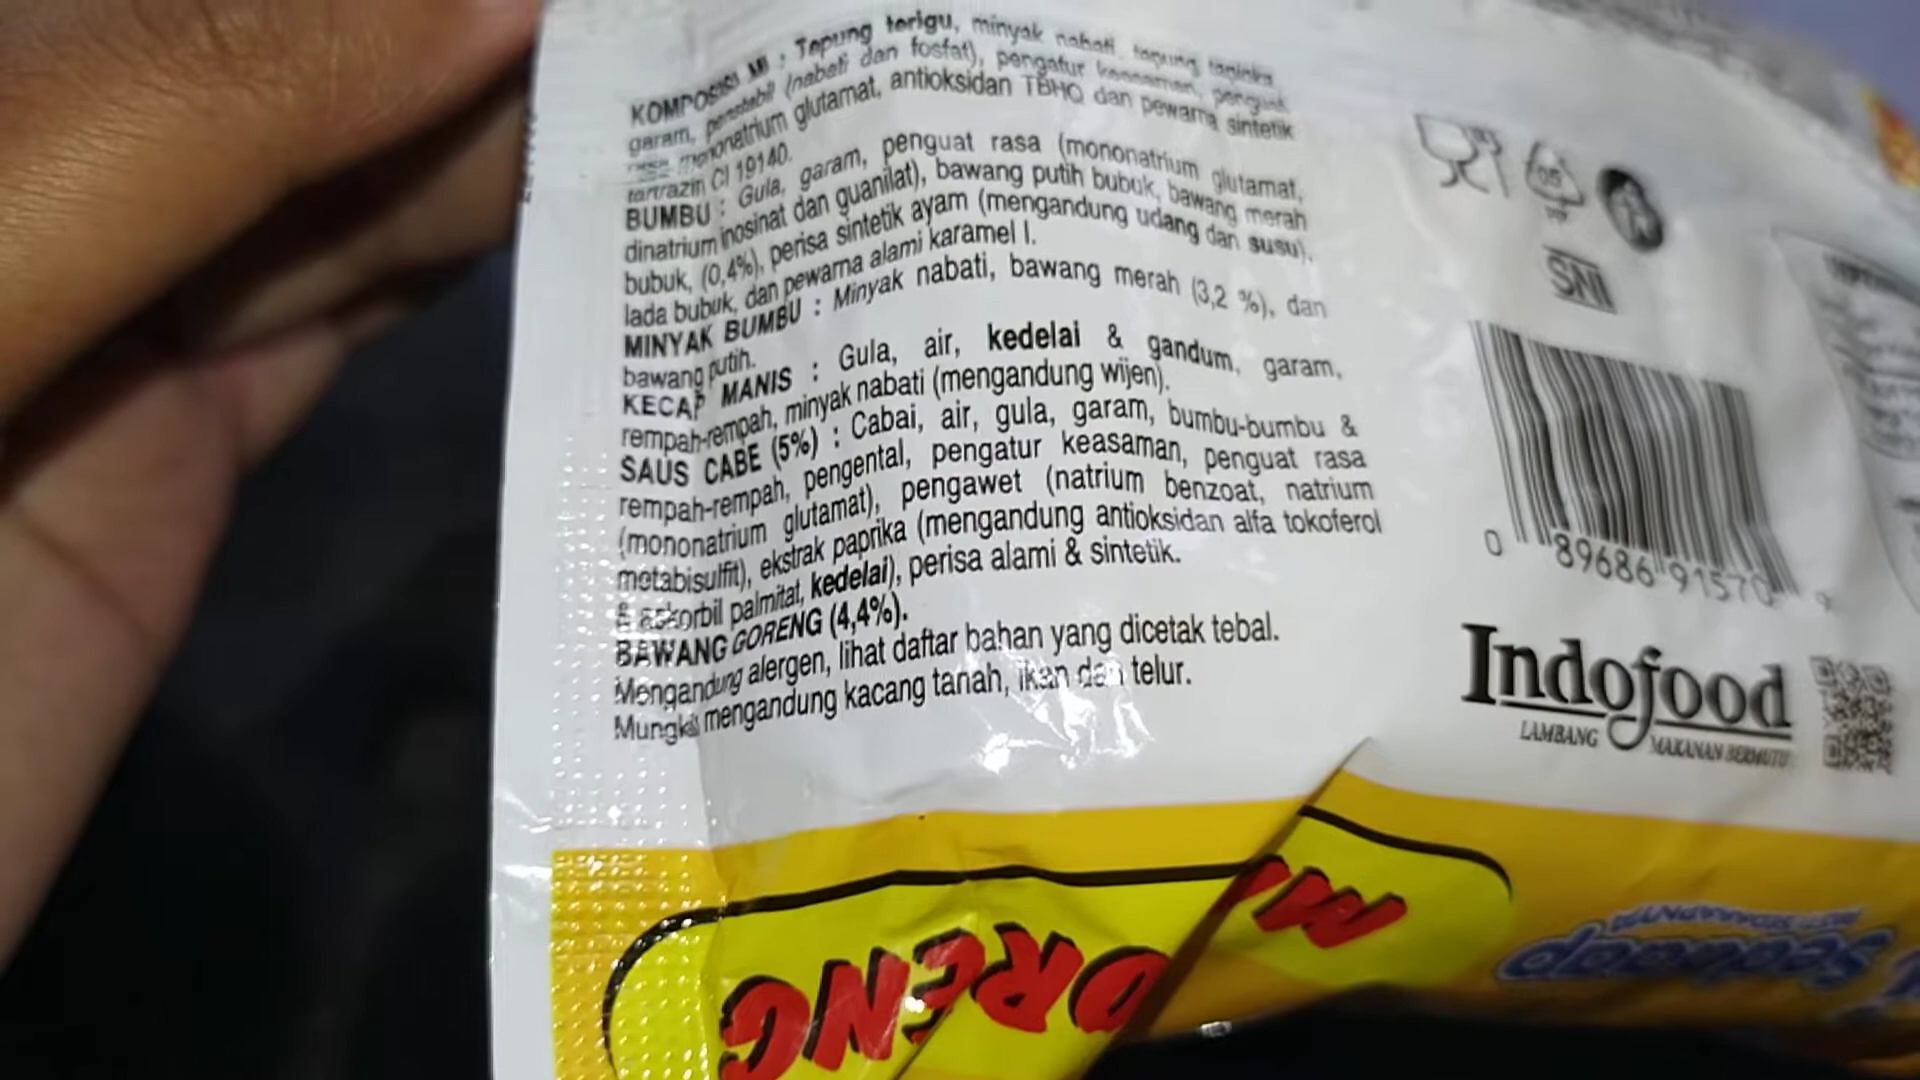 KOMPOSISI MI : Tepung terigu, minyak nabati, tepung tapioka,
garam, penstabil (nabati dan fosfat), pengatur keasaman, penguat
rasa mononatrium glutamat, antioksidan TBHQ dan pewarna sintetik
tartrazin CI 19140.
BUMBU : Gula, garam, penguat rasa (mononatrium glutamat,
dinatrium inosinat dan guanilat), bawang putih bubuk, bawang merah
bubuk, (0,4%), perisa sintetik ayam (mengandung udang dan susu),
lada bubuk, dan pewarna alami karamel I.
MINYAK BUMBU : Minyak nabati, bawang merah (3,2 %), dan
bawang putih.
KECAP MANIS : Gula, air, kedelai & gandum, garam,
rempah-rempah, minyak nabati (mengandung wijen).
SAUS CABE (5%) : Cabai, air, gula, garam, bumbu-bumbu &
rempah-rempah, pengental, pengatur keasaman, penguat rasa
(mononatrium glutamat), pengawet (natrium benzoat, natrium
metabisulfit), ekstrak paprika (mengandung antioksidan alfa tokoferol
& askorbil palmitat, kedelai), perisa alami & sintetik.
BAWANG GORENG (4,4%).
Mengandung alergen, lihat daftar bahan yang dicetak tebal.
Mungkin mengandung kacang tanah, ikan dan telur.
05
PP
SNI
0 89686 91570 9
Indofood
LAMBANG MAKANAN BERMUTU
MI
ORENG
Sedaap